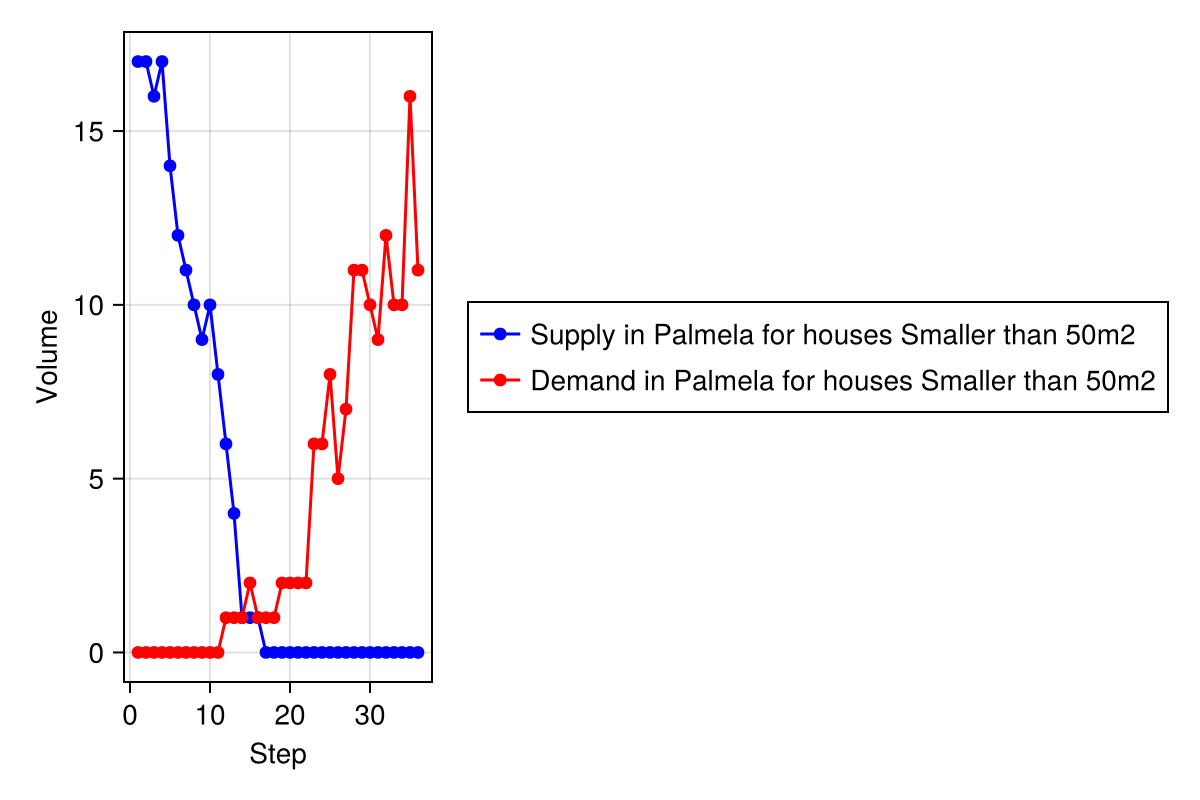 Volume
15
10
5
0
0 10 20 30
Step
Supply in Palmela for houses Smaller than 50m2
Demand in Palmela for houses Smaller than 50m2